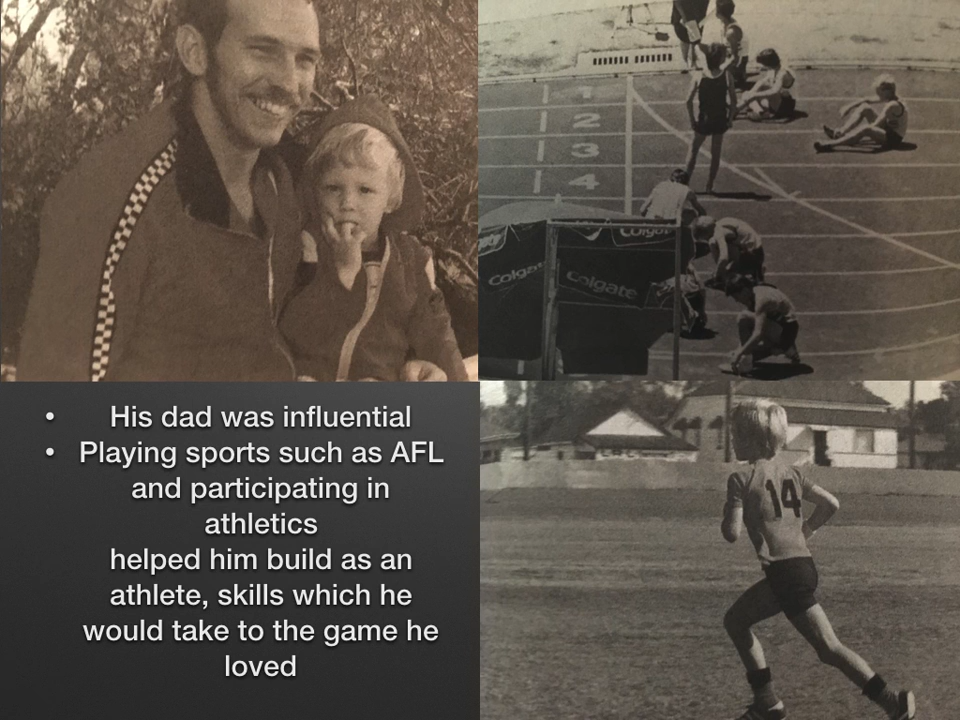 1
2
3
4
Colgate
Colgate
• His dad was influential
• Playing sports such as AFL
and participating in
athletics
helped him build as an
athlete, skills which he
would take to the game he
loved
14